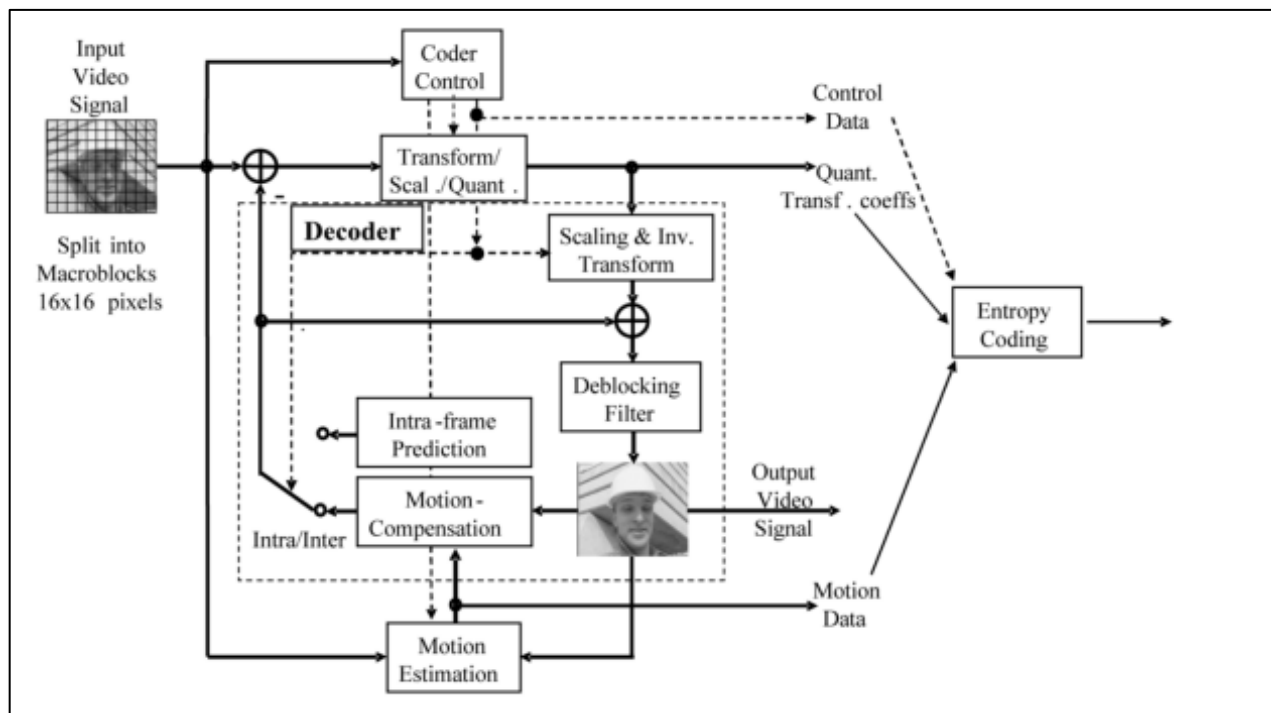 Input
Video
Signal
Coder
Control
Control
Data
Transform/
Scal ./Quant .
Quant.
Transf . coeffs
-
Decoder
Scaling & Inv.
Transform
Split into
Macroblocks
16x16 pixels
Entropy
Coding
Deblocking
Filter
Intra -frame
Prediction
Output
Video
Signal
Motion -
Compensation
Intra/Inter
Motion
Data
Motion
Estimation